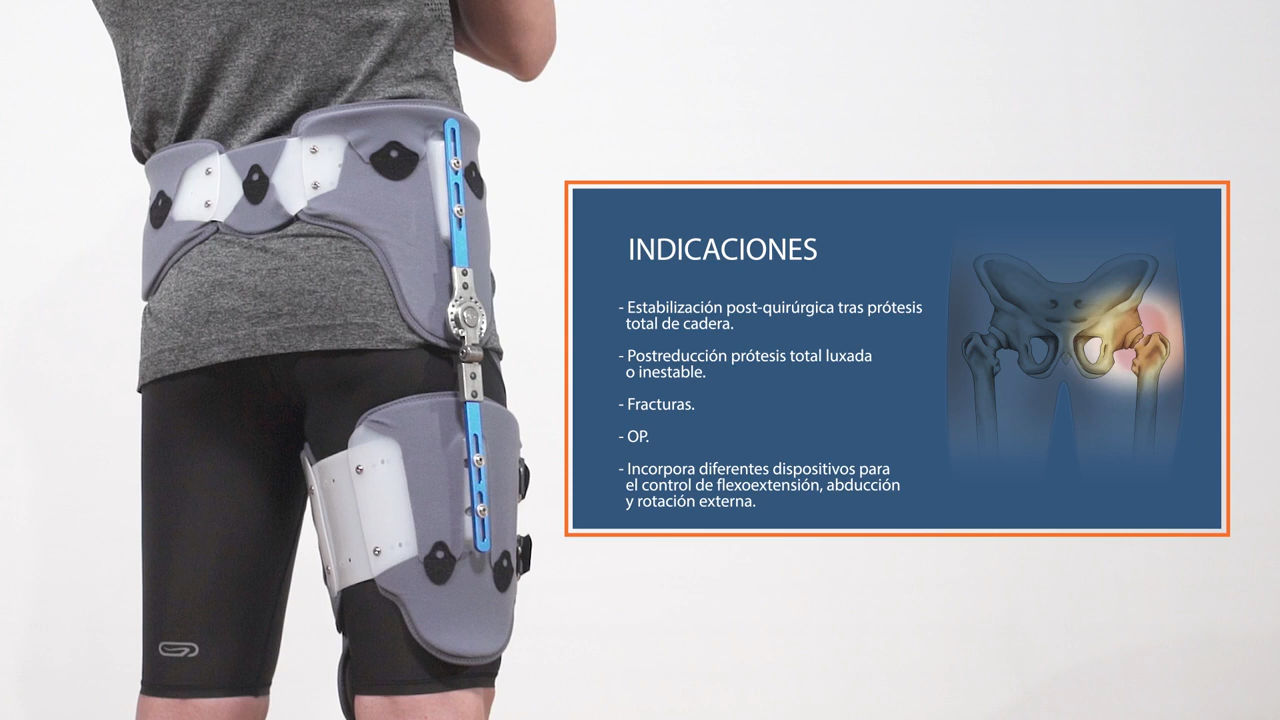 INDICACIONES
- Estabilización post-quirúrgica tras prótesis
total de cadera.
- Postreducción prótesis total luxada
o inestable.
- Fracturas.
- OP.
- Incorpora diferentes dispositivos para
el control de flexoextensión, abducción
y rotación externa.